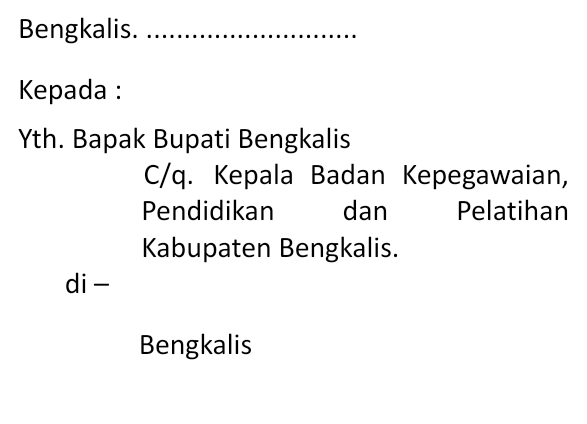 Bengkalis. ............................
Kepada :
Yth. Bapak Bupati Bengkalis
C/q. Kepala Badan Kepegawaian,
Pendidikan dan Pelatihan
Kabupaten Bengkalis.
di –
Bengkalis